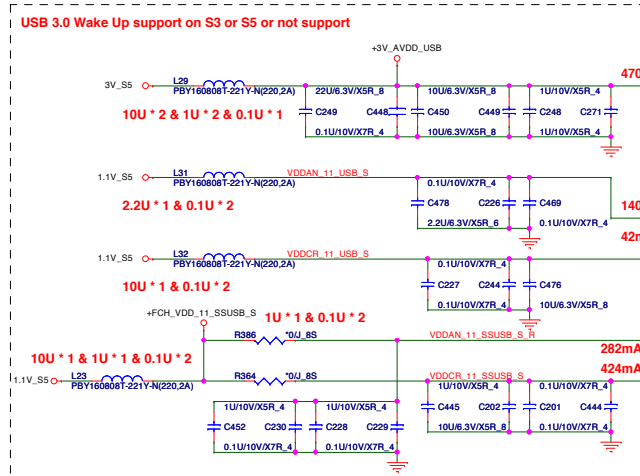 USB 3.0 Wake Up support on S3 or S5 or not support
+3V_AVDD_USB
3V_S5
L29
PBY160808T-221Y-N(220,2A)
22U/6.3V/X5R_8
10U/6.3V/X5R_8
1U/10V/X5R_4
470
10U * 2 & 1U * 2 & 0.1U * 1
C249
C448
C450
C449
C248
C271
0.1U/10V/X7R_4
10U/6.3V/X5R_8
1U/10V/X5R_4
1.1V_S5
L31
PBY160808T-221Y-N(220,2A)
VDDAN_11_USB_S
0.1U/10V/X7R_4
2.2U * 1 & 0.1U * 2
C478
C226
C469
140
2.2U/6.3V/X5R_6
0.1U/10V/X7R_4
42m
1.1V_S5
L32
PBY160808T-221Y-N(220,2A)
VDDCR_11_USB_S
0.1U/10V/X7R_4
10U * 1 & 0.1U * 2
C227
C244
C476
0.1U/10V/X7R_4
10U/6.3V/X5R_8
+FCH_VDD_11_SSUSB_S
1U * 1 & 0.1U * 2
R386
*0/J_8S
VDDAN_11_SSUSB_S_R
282mA
10U * 1 & 1U * 1 & 0.1U * 2
1.1V_S5
L23
PBY160808T-221Y-N(220,2A)
R364
*0/J_8S
VDDCR_11_SSUSB_S
424mA
1U/10V/X5R_4
0.1U/10V/X7R_4
1U/10V/X5R_4
1U/10V/X5R_4
C445
C202
C201
C444
C452
C230
C228
C229
10U/6.3V/X5R_8
0.1U/10V/X7R_4
0.1U/10V/X7R_4
0.1U/10V/X7R_4